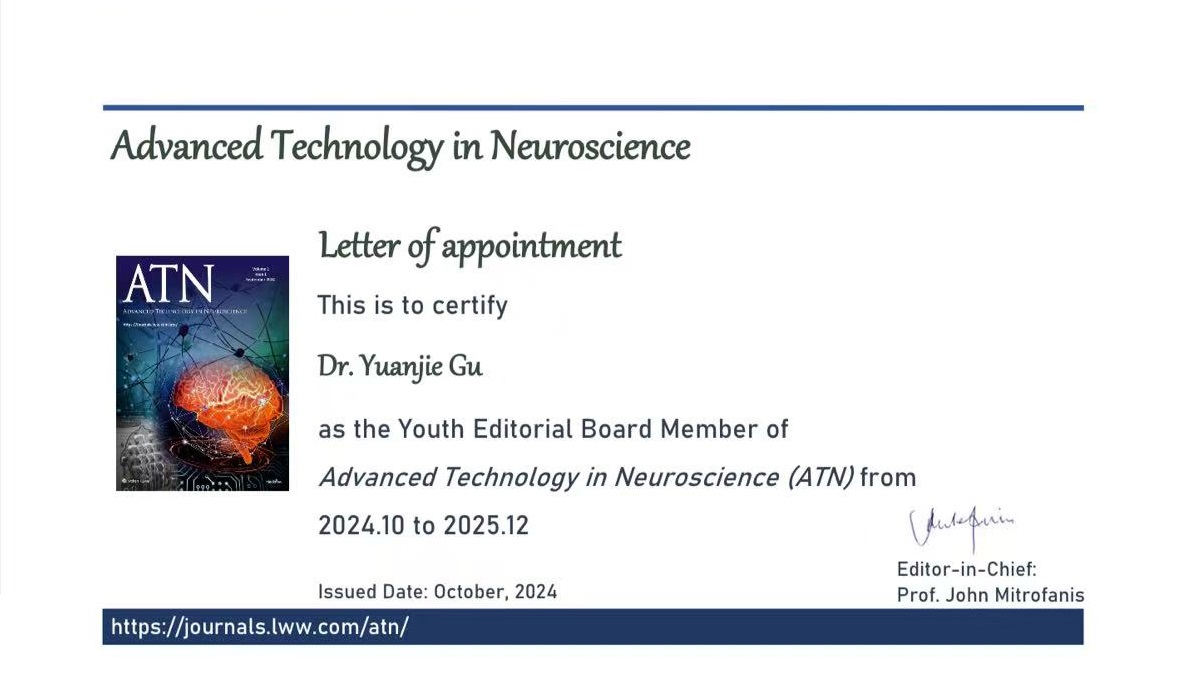 Advanced Technology in Neuroscience
Letter of appointment
ATN
ADVANCED TECHNOLOGY IN NEUROSCIENCE
This is to certify
Dr. Yuanjie Gu
as the Youth Editorial Board Member of
Advanced Technology in Neuroscience (ATN) from
2024.10 to 2025.12
Editor-in-Chief:
Prof. John Mitrofanis
Issued Date: October, 2024
https://journals.lww.com/atn/